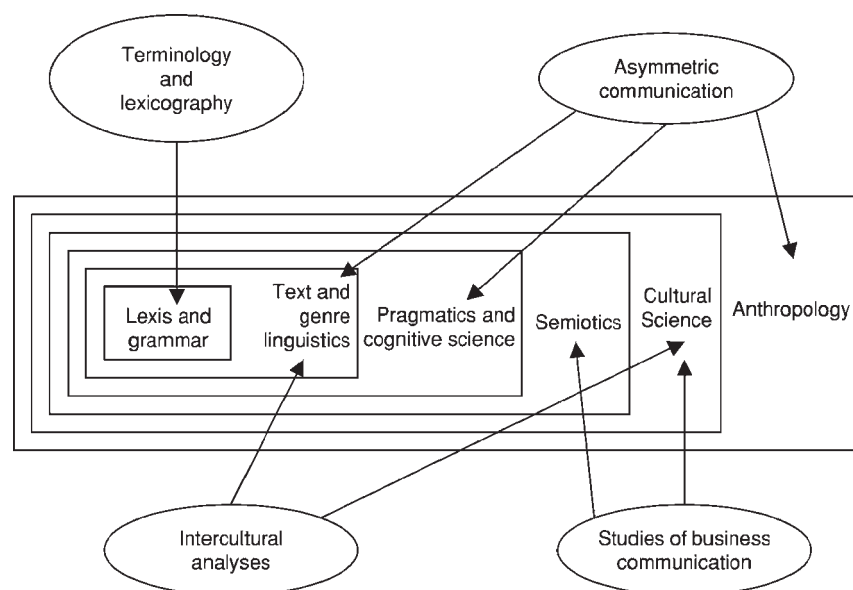 Terminology
and
lexicography
Asymmetric
communication
Lexis and
grammar
Text and
genre
linguistics
Pragmatics and
cognitive science
Semiotics
Cultural
Science
Anthropology
Intercultural
analyses
Studies of business
communication